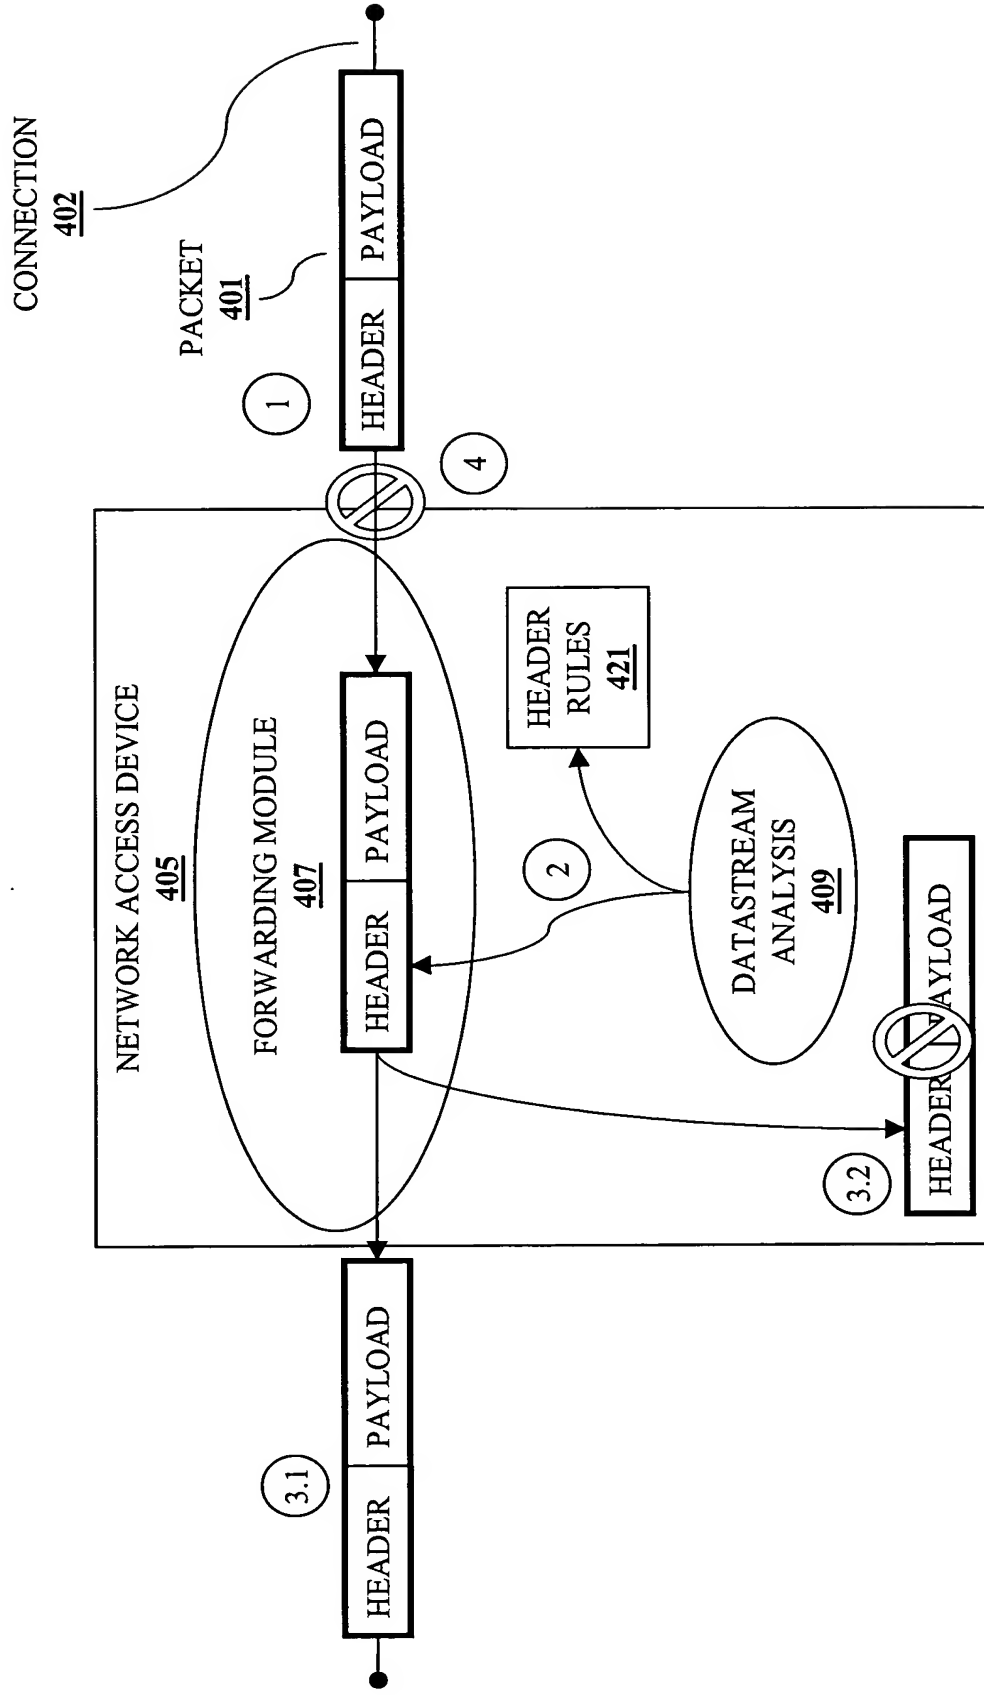 CONNECTION
402
PACKET
401
1
HEADER
PAYLOAD
4
NETWORK ACCESS DEVICE
405
FORWARDING MODULE
407
HEADER
PAYLOAD
HEADER
RULES
421
2
DATASTREAM
ANALYSIS
409
3.1
HEADER
PAYLOAD
3.2
HEADER
PAYLOAD